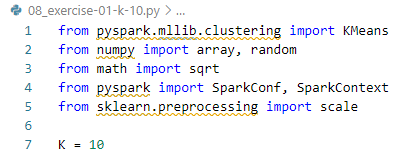 08_exercise-01-k-10.py > ...
1 from pyspark.mllib.clustering import KMeans
2 from numpy import array, random
3 from math import sqrt
4 from pyspark import SparkConf, SparkContext
5 from sklearn.preprocessing import scale
6
7 K = 10